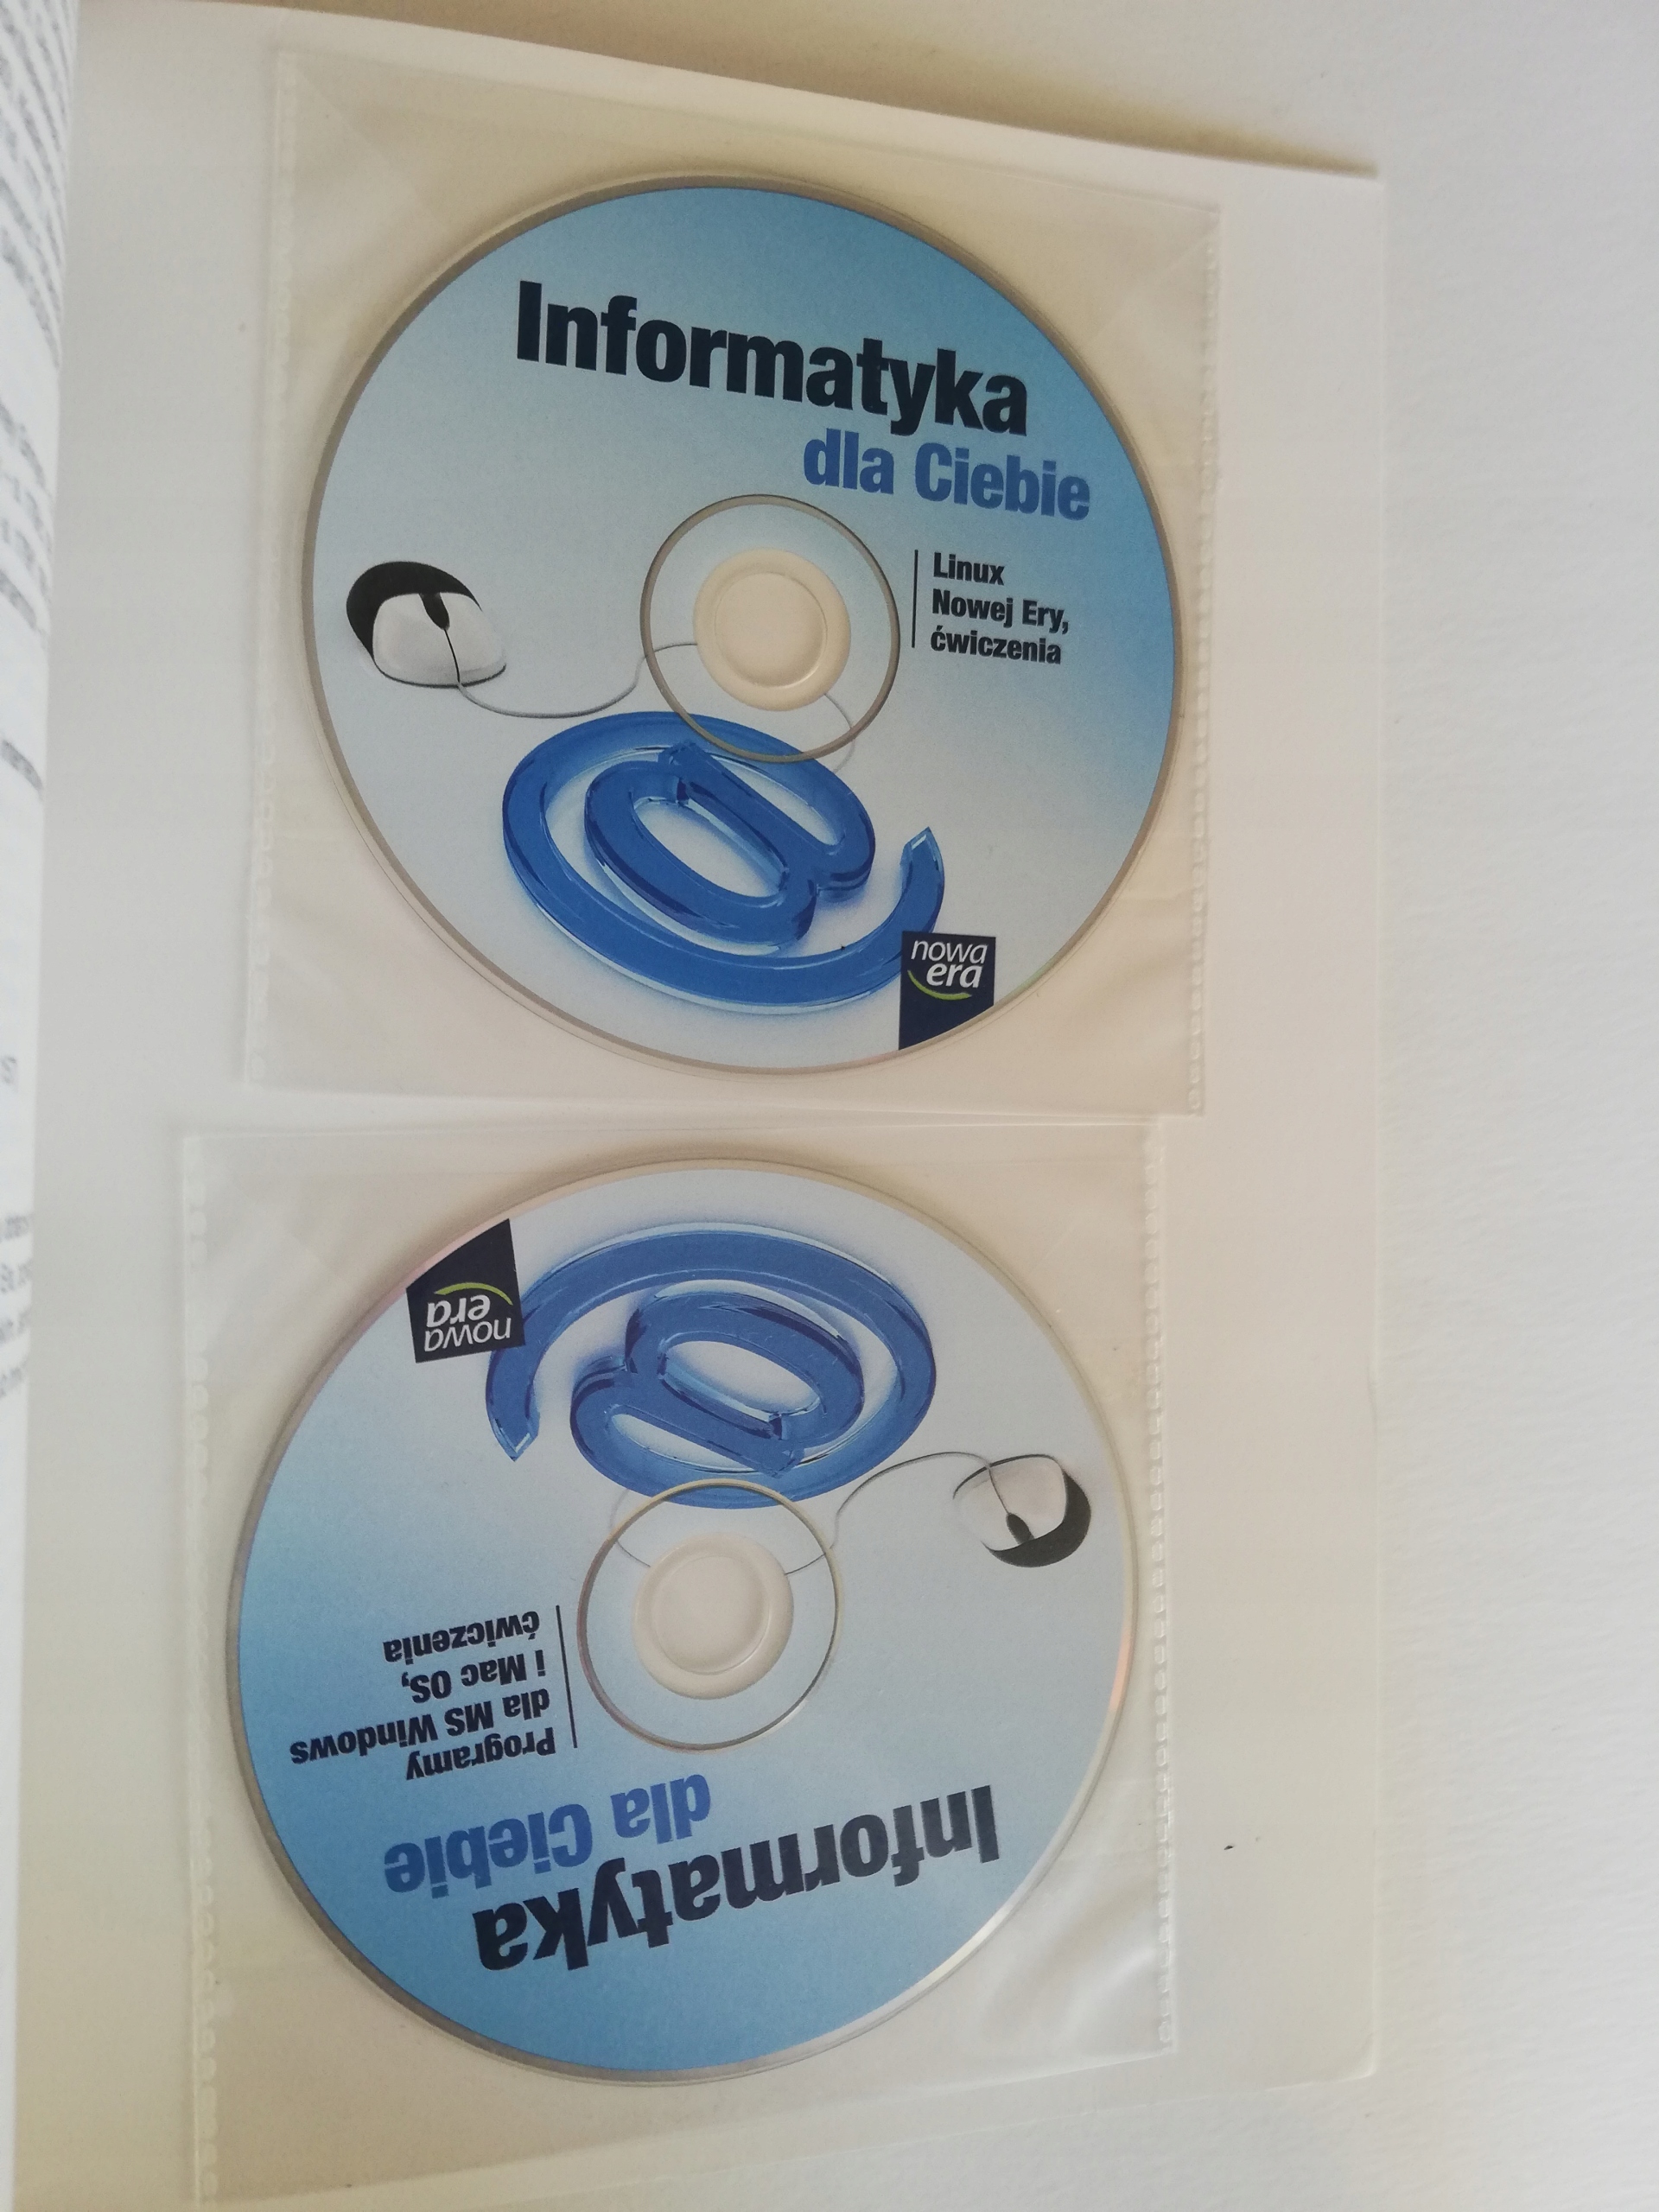 Informatyka
dla Ciebie
Linux
Nowej Ery,
ćwiczenia
nowa
era
Informatyka
dla Ciebie
Programy
dla MS Windows
i Mac OS,
ćwiczenia
nowa
era